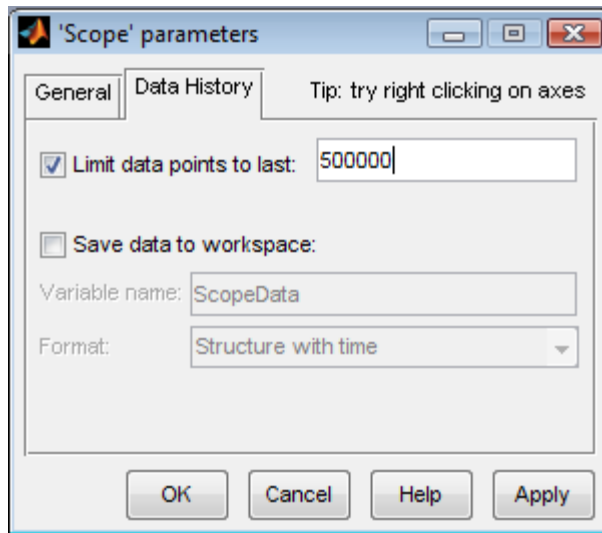 'Scope' parameters
General Data History Tip: try right clicking on axes
Limit data points to last: 500000
Save data to workspace:
Variable name: ScopeData
Format: Structure with time
OK Cancel Help Apply